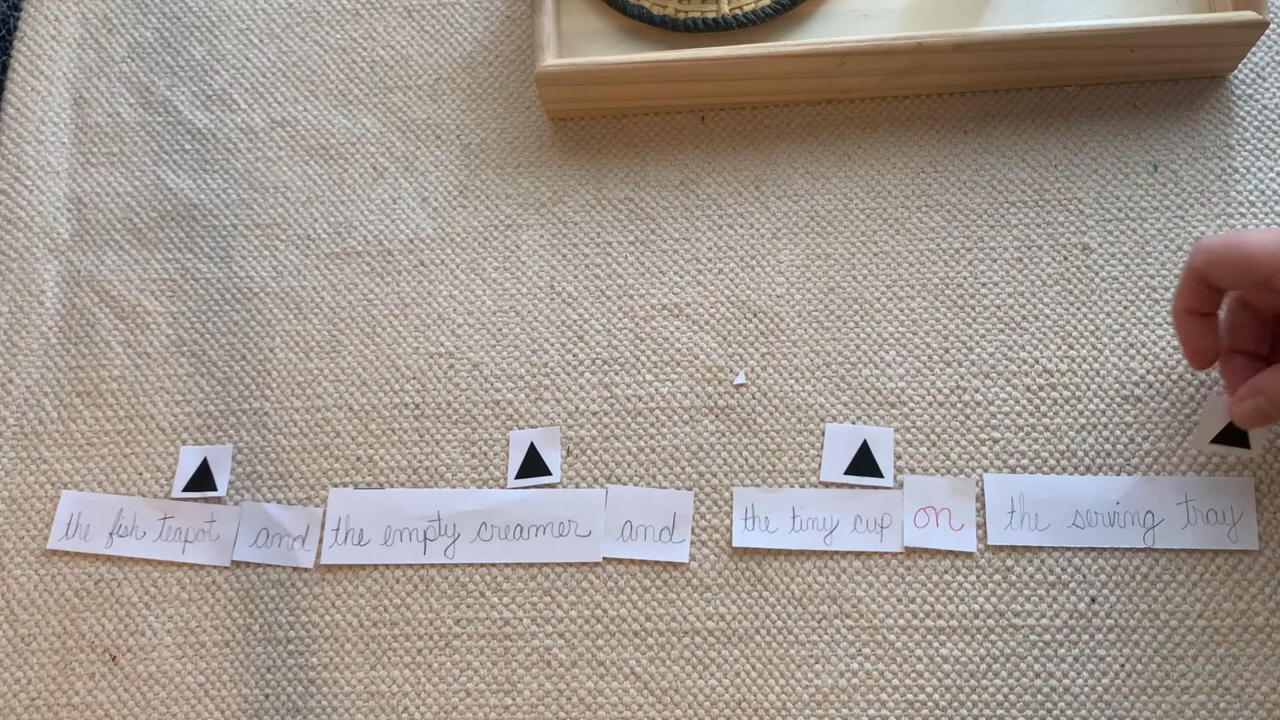 the fish teapot and the empty creamer and the tiny cup on the serving tray